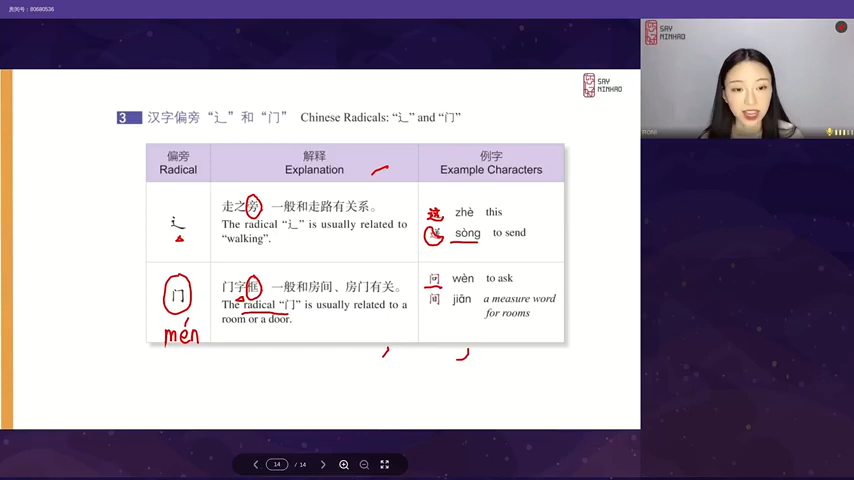 房间号：80680536
SAY
NINHAO
SAY
NINHAO
3 汉字偏旁“辶”和“门” Chinese Radicals: “辶” and “门”
偏旁
Radical
解释
Explanation
例字
Example Characters
辶
走之旁，一般和走路有关系。
The radical “辶” is usually related to
“walking”.
这 zhè this
送 sòng to send
门
mén
门字框，一般和房间、房门有关。
The radical “门” is usually related to a
room or a door.
问 wèn to ask
间 jiān a measure word
for rooms
14 / 14